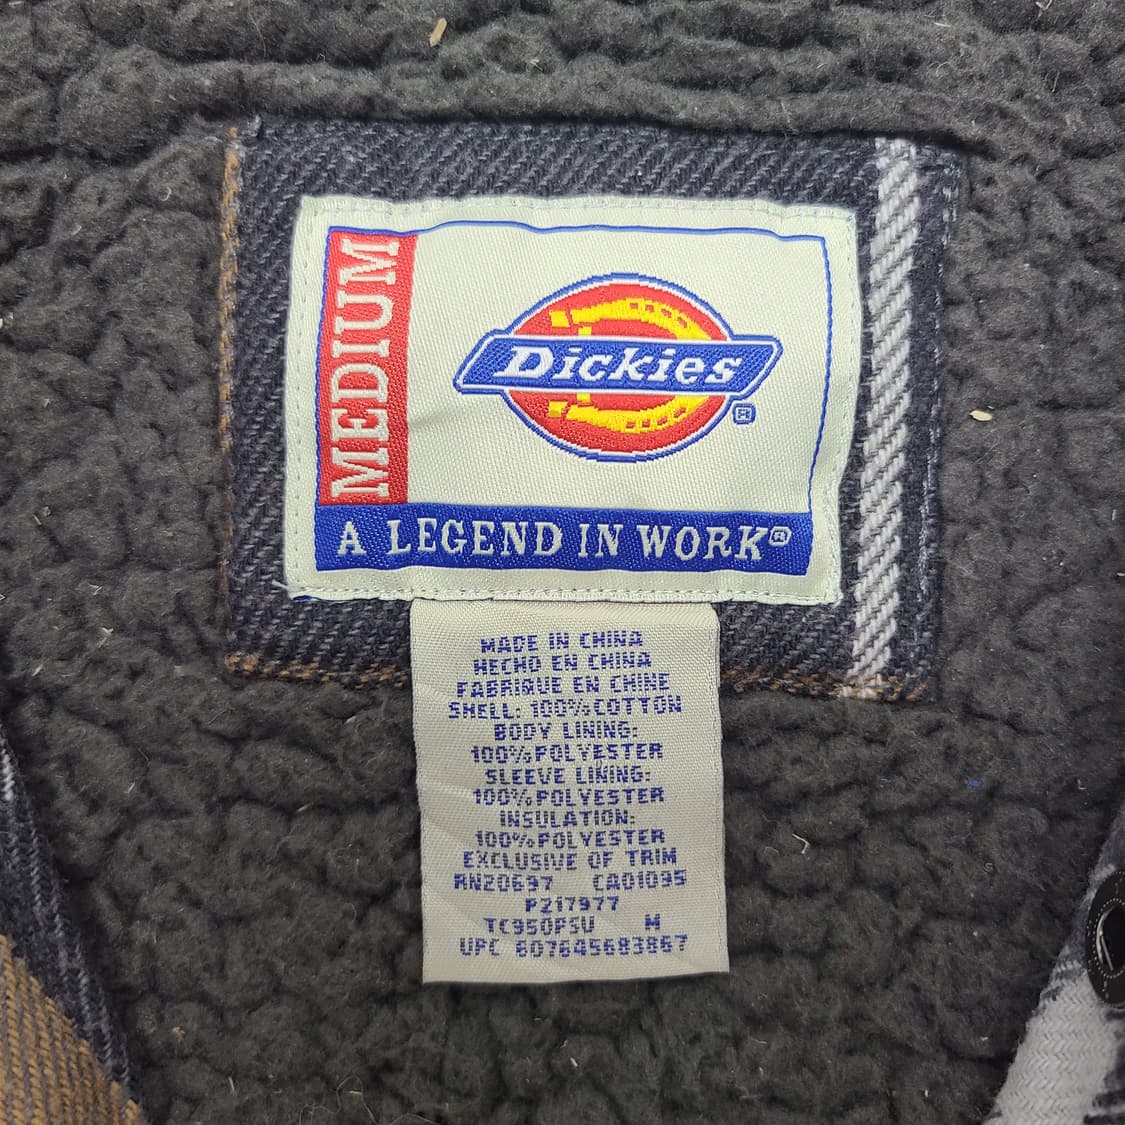 MEDIUM
Dickies®
A LEGEND IN WORK®
MADE IN CHINA
HECHO EN CHINA
FABRIQUE EN CHINE
SHELL: 100% COTTON
BODY LINING:
100% POLYESTER
SLEEVE LINING:
100% POLYESTER
INSULATION:
100% POLYESTER
EXCLUSIVE OF TRIM
RN20697 CA01095
P217977
TC950PSU M
UPC 607645683867